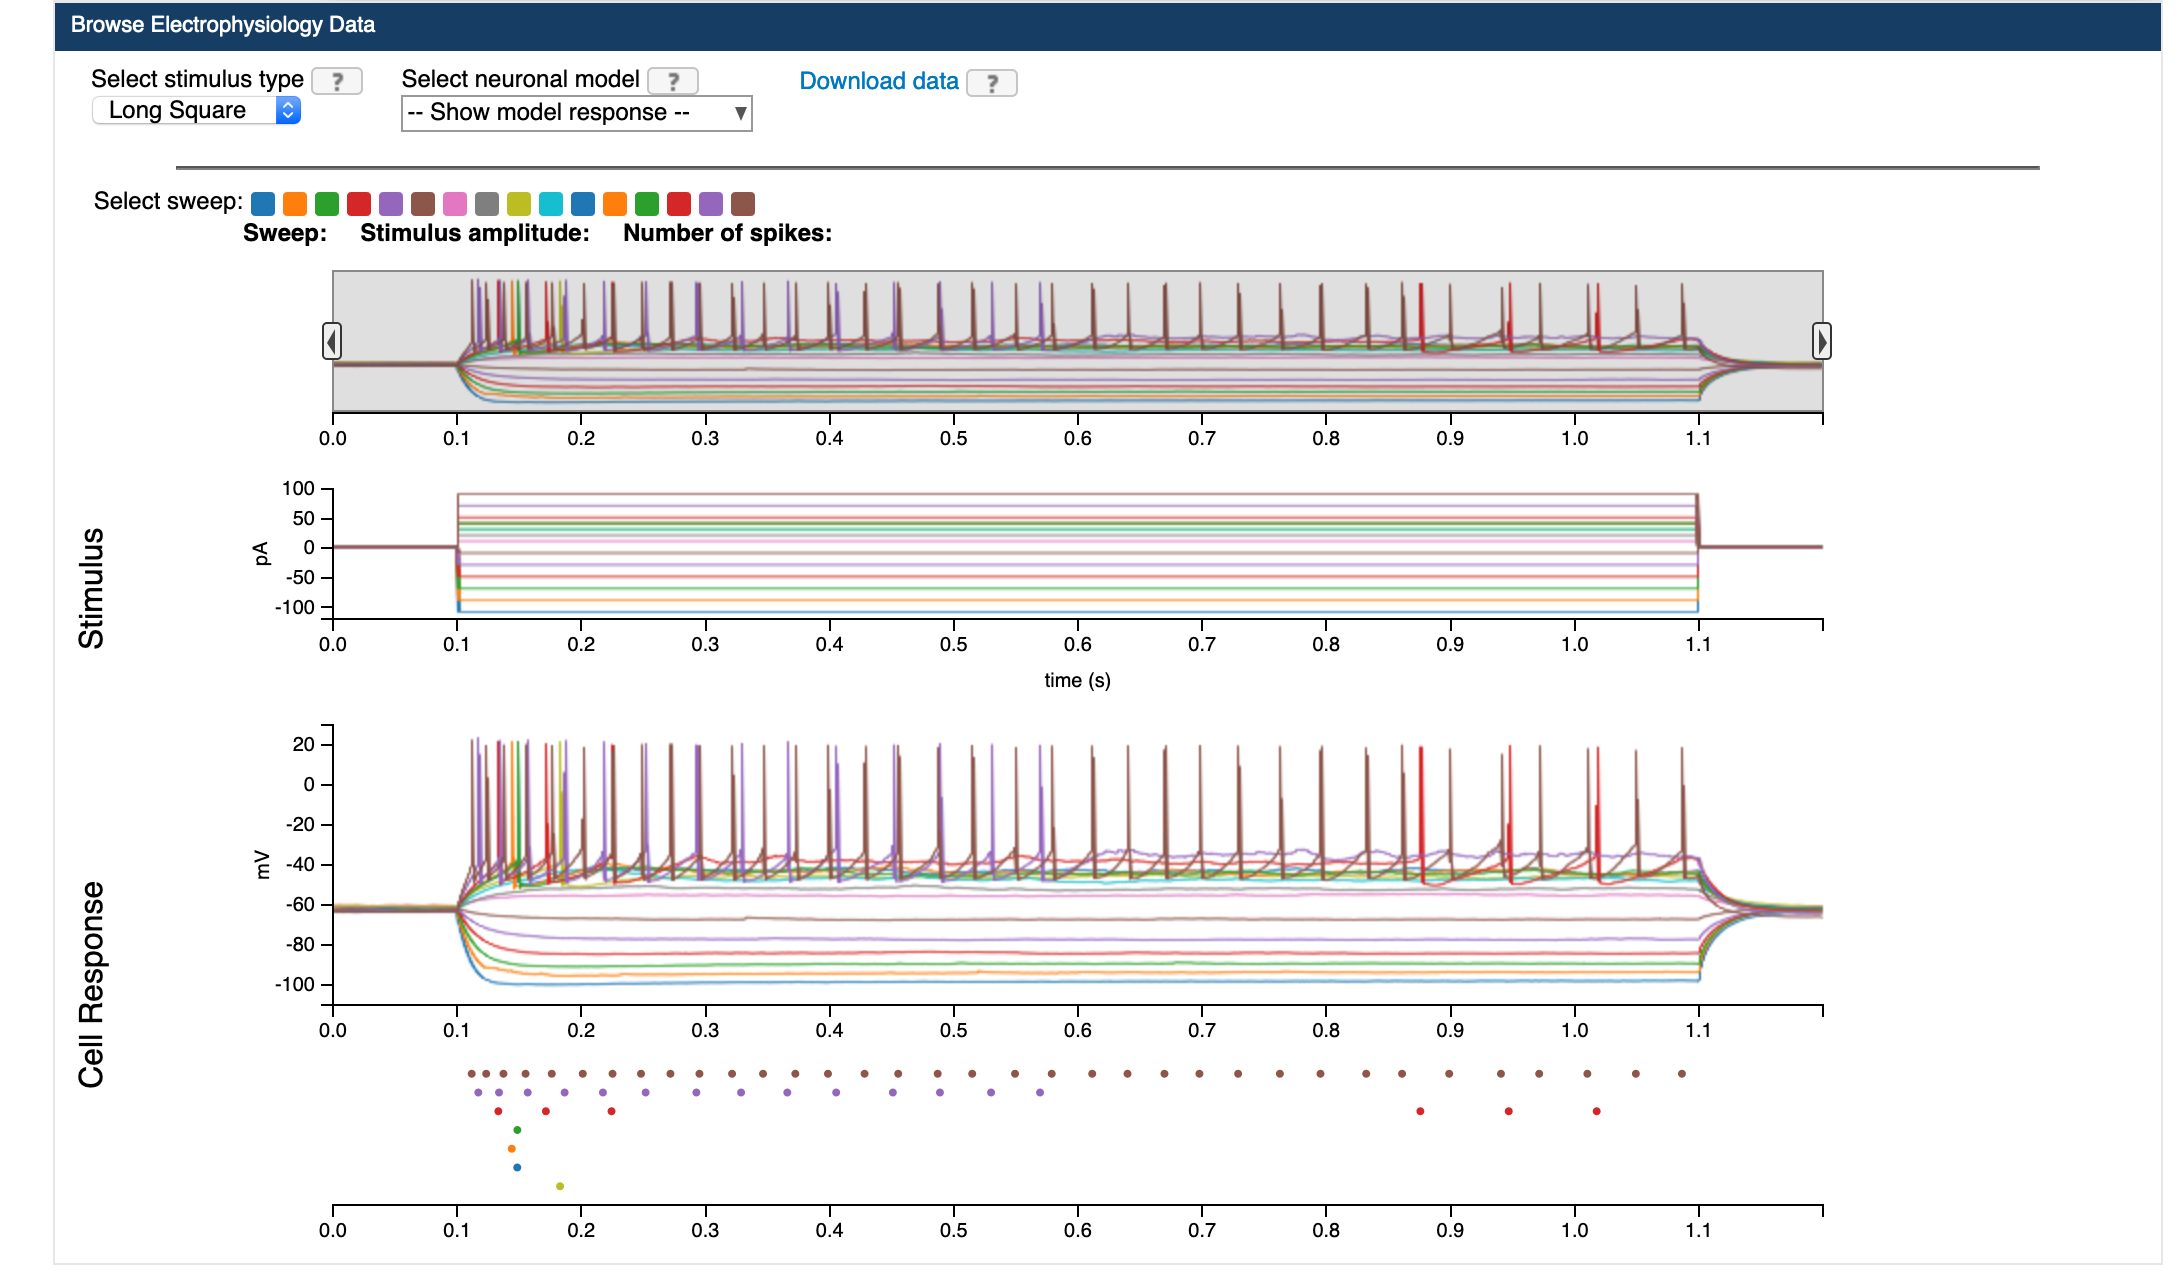 Browse Electrophysiology Data
Select stimulus type ? Select neuronal model ? Download data ?
Long Square -- Show model response --
Select sweep:
Sweep: Stimulus amplitude: Number of spikes:
0.0 0.1 0.2 0.3 0.4 0.5 0.6 0.7 0.8 0.9 1.0 1.1
Stimulus
pA
100
50
0
-50
-100
0.0 0.1 0.2 0.3 0.4 0.5 0.6 0.7 0.8 0.9 1.0 1.1
time (s)
Cell Response
mV
20
0
-20
-40
-60
-80
-100
0.0 0.1 0.2 0.3 0.4 0.5 0.6 0.7 0.8 0.9 1.0 1.1
0.0 0.1 0.2 0.3 0.4 0.5 0.6 0.7 0.8 0.9 1.0 1.1